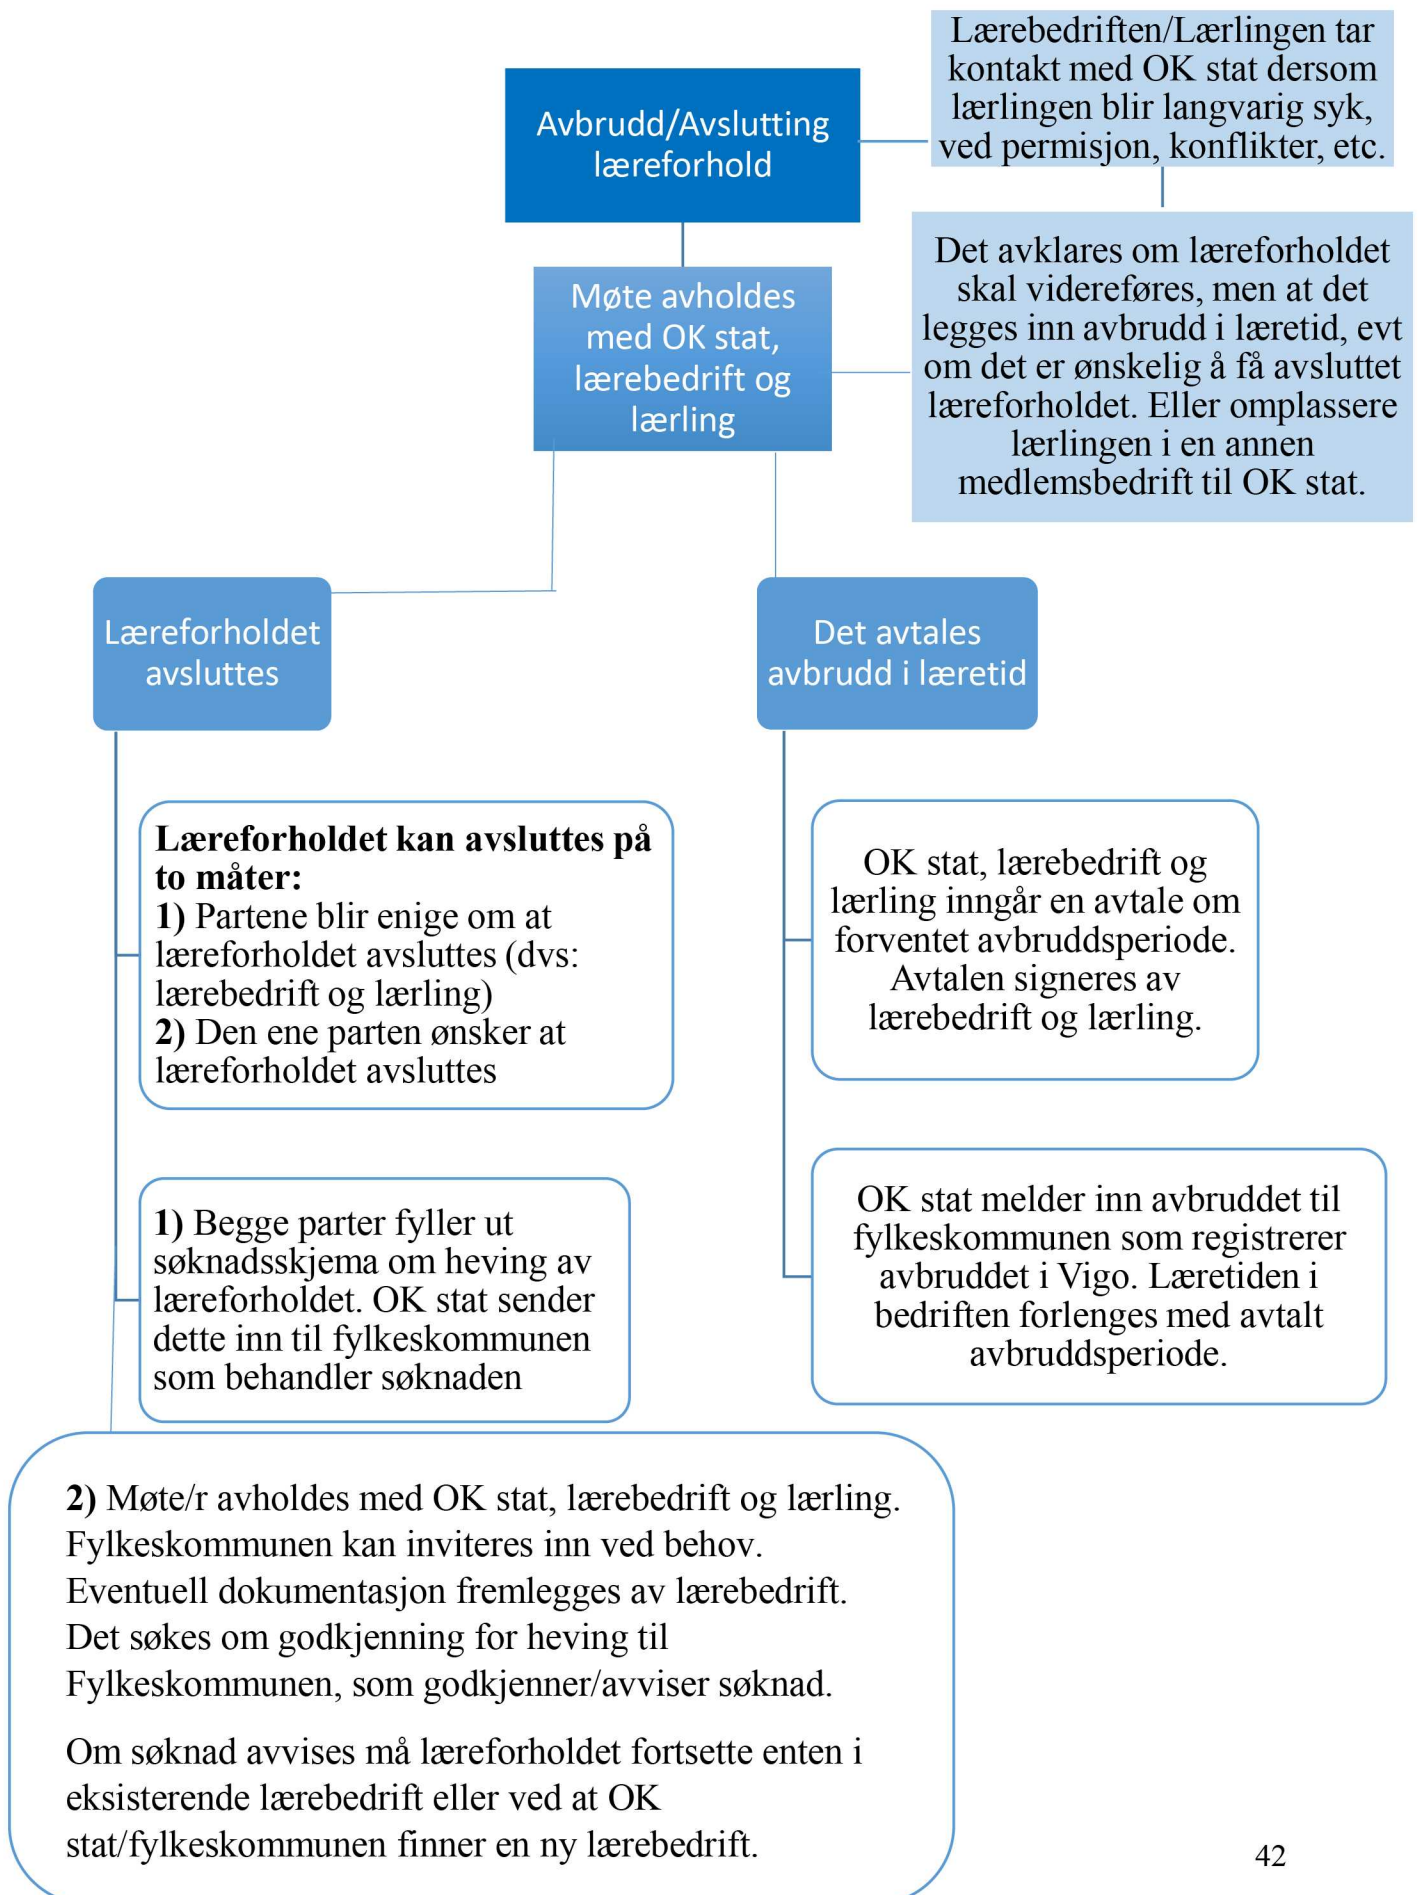 Lærebedriften/Lærlingen tar
kontakt med OK stat dersom
lærlingen blir langvarig syk,
ved permisjon, konflikter, etc.
Avbrudd/Avslutting
læreforhold
Møte avholdes
med OK stat,
lærebedrift og
lærling
Det avklares om læreforholdet
skal videreføres, men at det
legges inn avbrudd i læretid, evt
om det er ønskelig å få avsluttet
læreforholdet. Eller omplassere
lærlingen i en annen
medlemsbedrift til OK stat.
Læreforholdet
avsluttes
Det avtales
avbrudd i læretid
Læreforholdet kan avsluttes på
to måter:
1) Partene blir enige om at
læreforholdet avsluttes (dvs:
lærebedrift og lærling)
2) Den ene parten ønsker at
læreforholdet avsluttes
OK stat, lærebedrift og
lærling inngår en avtale om
forventet avbruddsperiode.
Avtalen signeres av
lærebedrift og lærling.
1) Begge parter fyller ut
søknadsskjema om heving av
læreforholdet. OK stat sender
dette inn til fylkeskommunen
som behandler søknaden
OK stat melder inn avbruddet til
fylkeskommunen som registrerer
avbruddet i Vigo. Læretiden i
bedriften forlenges med avtalt
avbruddsperiode.
2) Møte/r avholdes med OK stat, lærebedrift og lærling.
Fylkeskommunen kan inviteres inn ved behov.
Eventuell dokumentasjon fremlegges av lærebedrift.
Det søkes om godkjenning for heving til
Fylkeskommunen, som godkjenner/avviser søknad.
Om søknad avvises må læreforholdet fortsette enten i
eksisterende lærebedrift eller ved at OK
stat/fylkeskommunen finner en ny lærebedrift.
42